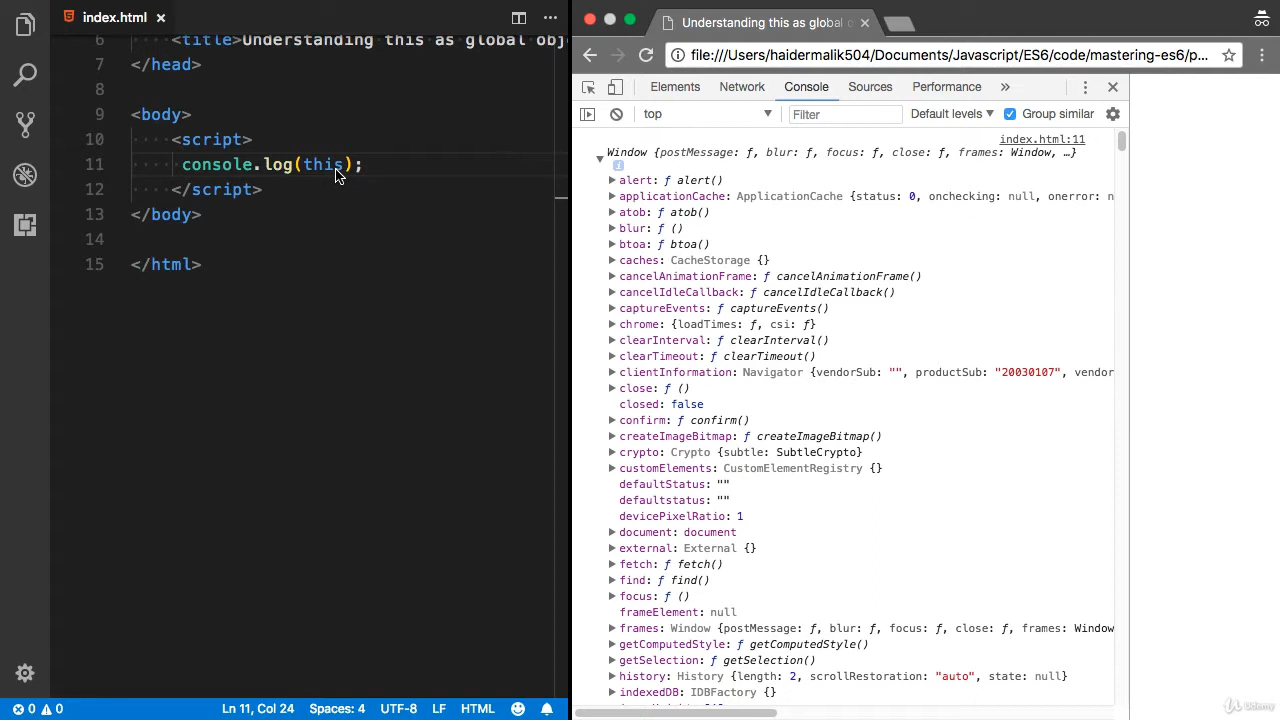 index.html
6 <title>Understanding this as global obj
7 </head>
8
9 <body>
10 ····<script>
11 console.log(this);
12 ····</script>
13 </body>
14
15 </html>
0 0
Ln 11, Col 24 Spaces: 4 UTF-8 LF HTML
Understanding this as global o
file:///Users/haidermalik504/Documents/Javascript/ES6/code/mastering-es6/p...
Elements Network Console Sources Performance »
top Filter Default levels Group similar
index.html:11
Window {postMessage: ƒ, blur: ƒ, focus: ƒ, close: ƒ, frames: Window, …}
i
alert: ƒ alert()
applicationCache: ApplicationCache {status: 0, onchecking: null, onerror: n
atob: ƒ atob()
blur: ƒ ()
btoa: ƒ btoa()
caches: CacheStorage {}
cancelAnimationFrame: ƒ cancelAnimationFrame()
cancelIdleCallback: ƒ cancelIdleCallback()
captureEvents: ƒ captureEvents()
chrome: {loadTimes: ƒ, csi: ƒ}
clearInterval: ƒ clearInterval()
clearTimeout: ƒ clearTimeout()
clientInformation: Navigator {vendorSub: "", productSub: "20030107", vendor
close: ƒ ()
closed: false
confirm: ƒ confirm()
createImageBitmap: ƒ createImageBitmap()
crypto: Crypto {subtle: SubtleCrypto}
customElements: CustomElementRegistry {}
defaultStatus: ""
defaultstatus: ""
devicePixelRatio: 1
document: document
external: External {}
fetch: ƒ fetch()
find: ƒ find()
focus: ƒ ()
frameElement: null
frames: Window {postMessage: ƒ, blur: ƒ, focus: ƒ, close: ƒ, frames: Window
getComputedStyle: ƒ getComputedStyle()
getSelection: ƒ getSelection()
history: History {length: 2, scrollRestoration: "auto", state: null}
indexedDB: IDBFactory {}
Udemy